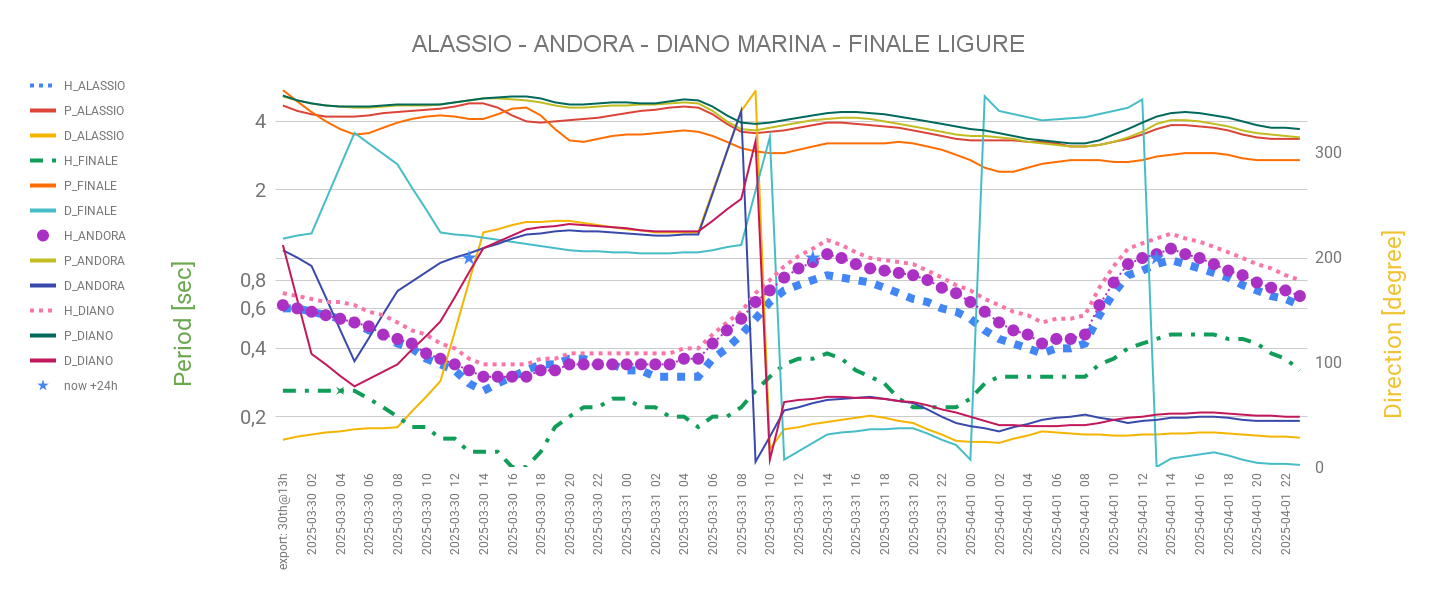 ALASSIO - ANDORA - DIANO MARINA - FINALE LIGURE
H_ALASSIO
P_ALASSIO
D_ALASSIO
H_FINALE
P_FINALE
D_FINALE
H_ANDORA
P_ANDORA
D_ANDORA
H_DIANO
P_DIANO
D_DIANO
now +24h
Period [sec]
4
2
0,8
0,6
0,4
0,2
300
200
100
0
Direction [degree]
export: 30th@13h
2025-03-30 02
2025-03-30 04
2025-03-30 06
2025-03-30 08
2025-03-30 10
2025-03-30 12
2025-03-30 14
2025-03-30 16
2025-03-30 18
2025-03-30 20
2025-03-30 22
2025-03-31 00
2025-03-31 02
2025-03-31 04
2025-03-31 06
2025-03-31 08
2025-03-31 10
2025-03-31 12
2025-03-31 14
2025-03-31 16
2025-03-31 18
2025-03-31 20
2025-03-31 22
2025-04-01 00
2025-04-01 02
2025-04-01 04
2025-04-01 06
2025-04-01 08
2025-04-01 10
2025-04-01 12
2025-04-01 14
2025-04-01 16
2025-04-01 18
2025-04-01 20
2025-04-01 22